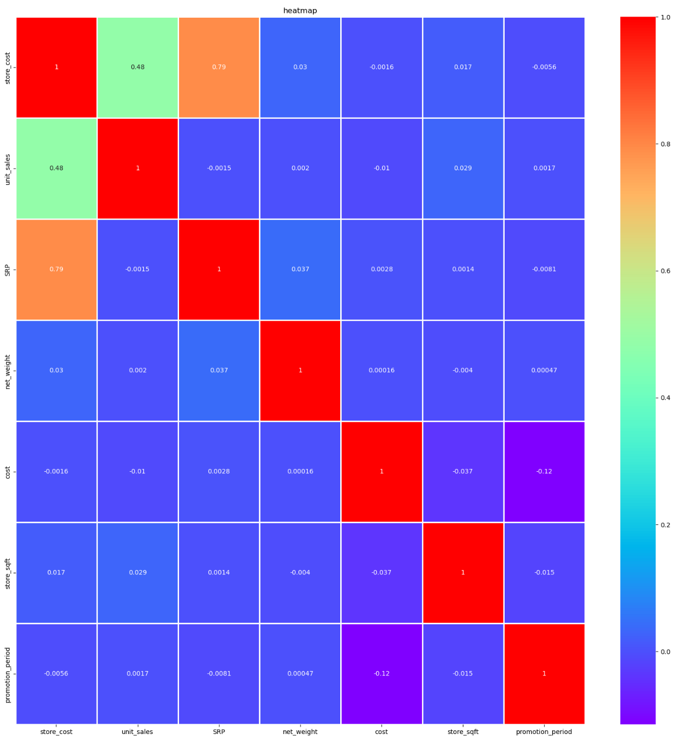 heatmap
store_cost 1 0.48 0.79 0.03 -0.0016 0.017 -0.0056
unit_sales 0.48 1 -0.0015 0.002 -0.01 0.029 0.0017
SRP 0.79 -0.0015 1 0.037 0.0028 0.0014 -0.0081
net_weight 0.03 0.002 0.037 1 0.00016 -0.004 0.00047
cost -0.0016 -0.01 0.0028 0.00016 1 -0.037 -0.12
store_sqft 0.017 0.029 0.0014 -0.004 -0.037 1 -0.015
promotion_period -0.0056 0.0017 -0.0081 0.00047 -0.12 -0.015 1
store_cost unit_sales SRP net_weight cost store_sqft promotion_period
1.0
0.8
0.6
0.4
0.2
0.0